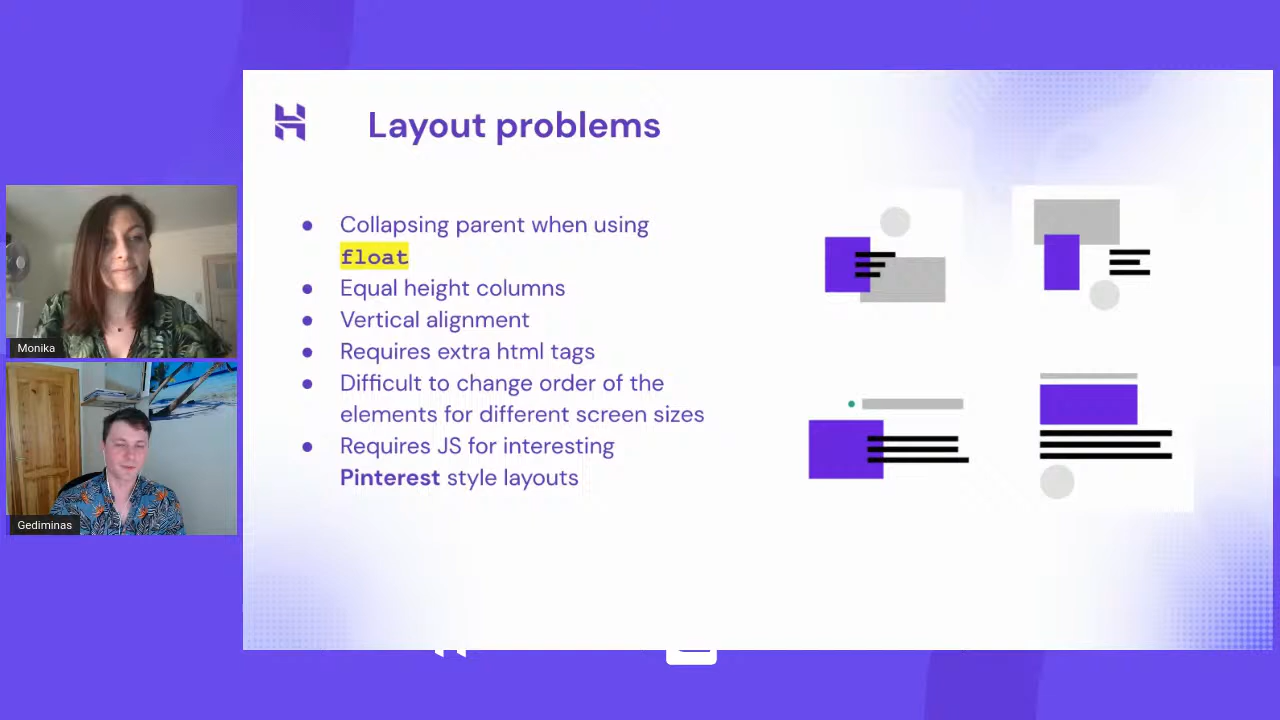 Layout problems
Collapsing parent when using
float
Equal height columns
Vertical alignment
Requires extra html tags
Difficult to change order of the
elements for different screen sizes
Requires JS for interesting
Pinterest style layouts
Monika
Gediminas